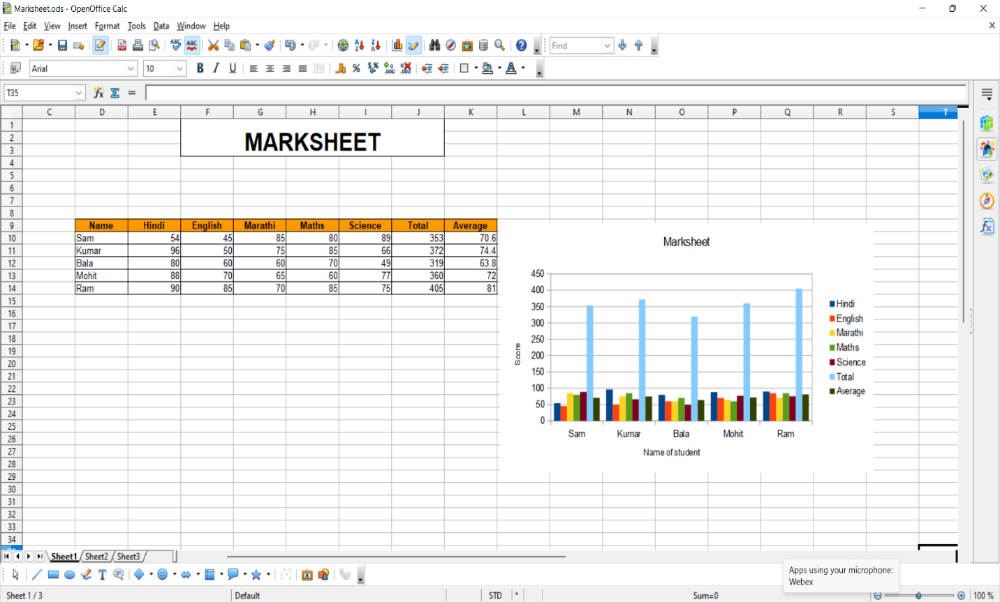 Marksheet.ods - OpenOffice Calc
File Edit View Insert Format Tools Data Window Help
Find
Arial 10
T35
C D E F G H I J K L M N O P Q R S T
1
2
3
MARKSHEET
4
5
6
7
8
9 Name Hindi English Marathi Maths Science Total Average
10 Sam 54 45 85 80 89 353 70.6
11 Kumar 96 50 75 85 66 372 74.4
12 Bala 80 60 60 70 49 319 63.8
13 Mohit 88 70 65 60 77 360 72
14 Ram 90 85 70 85 75 405 81
15
16
17
18
19
20
21
22
23
24
25
26
27
28
29
30
31
32
33
34
Marksheet
450
400
350
300
250
200
150
100
50
0
Score
Sam Kumar Bala Mohit Ram
Name of student
Hindi
English
Marathi
Maths
Science
Total
Average
Sheet1 Sheet2 Sheet3
Apps using your microphone:
Webex
Sheet 1 / 3 Default STD * Sum=0 100 %